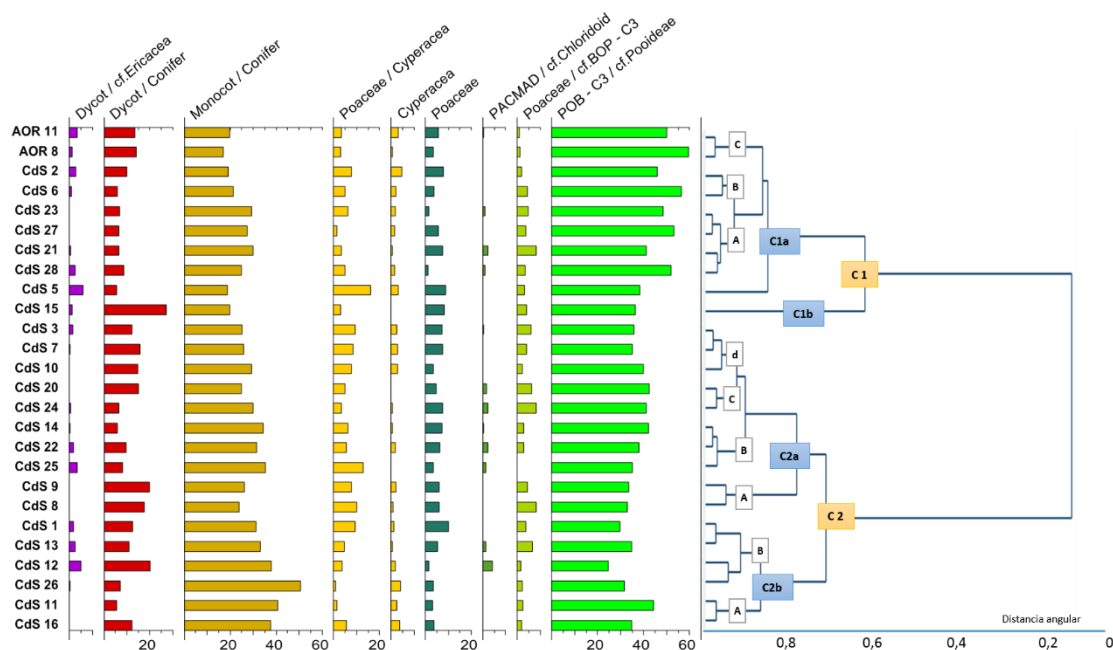 Dycot / cf.Ericacea
Dycot / Conifer
Monocot / Conifer
Poaceae / Cyperacea
Cyperacea
Poaceae
PACMAD / cf.Chloridoid
Poaceae / cf.BOP - C3
POB - C3 / cf.Pooideae
AOR 11
AOR 8
CdS 2
CdS 6
CdS 23
CdS 27
CdS 21
CdS 28
CdS 5
CdS 15
CdS 3
CdS 7
CdS 10
CdS 20
CdS 24
CdS 14
CdS 22
CdS 25
CdS 9
CdS 8
CdS 1
CdS 13
CdS 12
CdS 26
CdS 11
CdS 16
20
20 40 60
20
20
20 40 60
C
B
A
C1a
C 1
C1b
d
C
B
C2a
A
C 2
B
C2b
A
Distancia angular
0,8 0,6 0,4 0,2 0